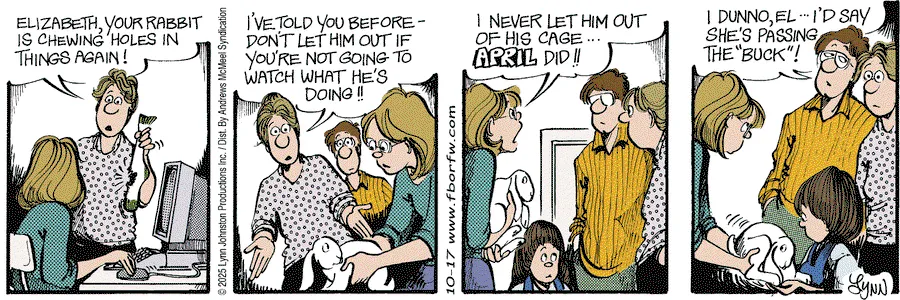 ELIZABETH, YOUR RABBIT
IS CHEWING HOLES IN
THINGS AGAIN!
© 2025 Lynn Johnston Productions Inc. / Dist. By Andrews McMeel Syndication
I'VE TOLD YOU BEFORE -
DON'T LET HIM OUT IF
YOU'RE NOT GOING TO
WATCH WHAT HE'S
DOING!!
10-17 www.fborfw.com
I NEVER LET HIM OUT
OF HIS CAGE...
APRIL DID!!
I DUNNO, EL... I'D SAY
SHE'S PASSING
THE "BUCK"!
LYNN